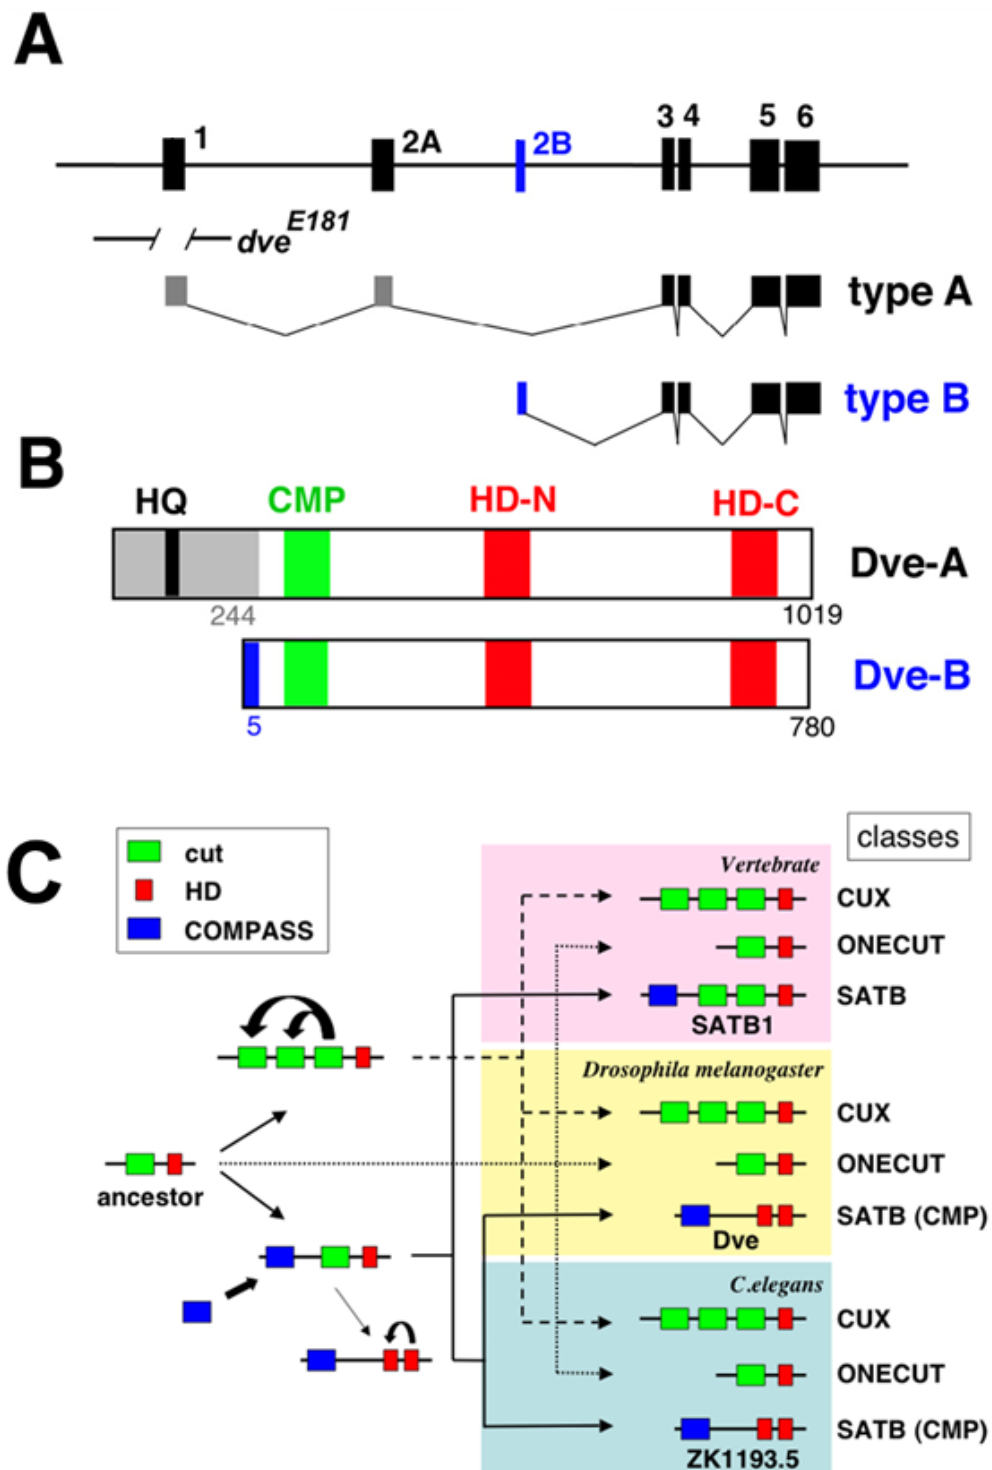 A
1
2A
2B
3 4
5 6
dve E181
type A
type B
B
HQ
CMP
HD-N
HD-C
Dve-A
244
1019
Dve-B
5
780
C
cut
HD
COMPASS
classes
Vertebrate
CUX
ONECUT
SATB
SATB1
Drosophila melanogaster
CUX
ONECUT
ancestor
SATB (CMP)
Dve
C.elegans
CUX
ONECUT
SATB (CMP)
ZK1193.5